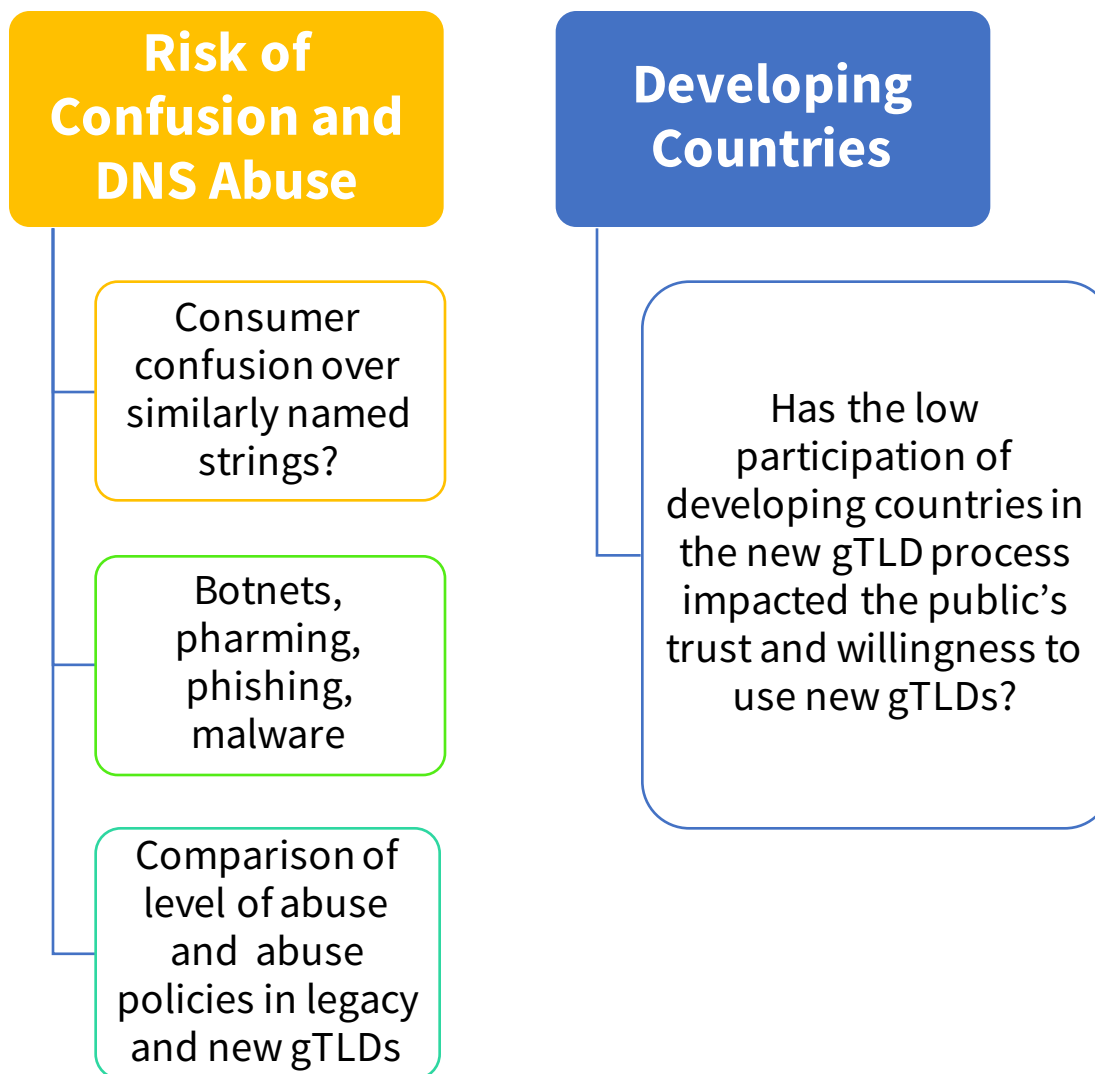 Risk of
Confusion and
DNS Abuse
Consumer
confusion over
similarly named
strings?
Botnets,
pharming,
phishing,
malware
Comparison of
level of abuse
and abuse
policies in legacy
and new gTLDs
Developing
Countries
Has the low
participation of
developing countries in
the new gTLD process
impacted the public’s
trust and willingness to
use new gTLDs?